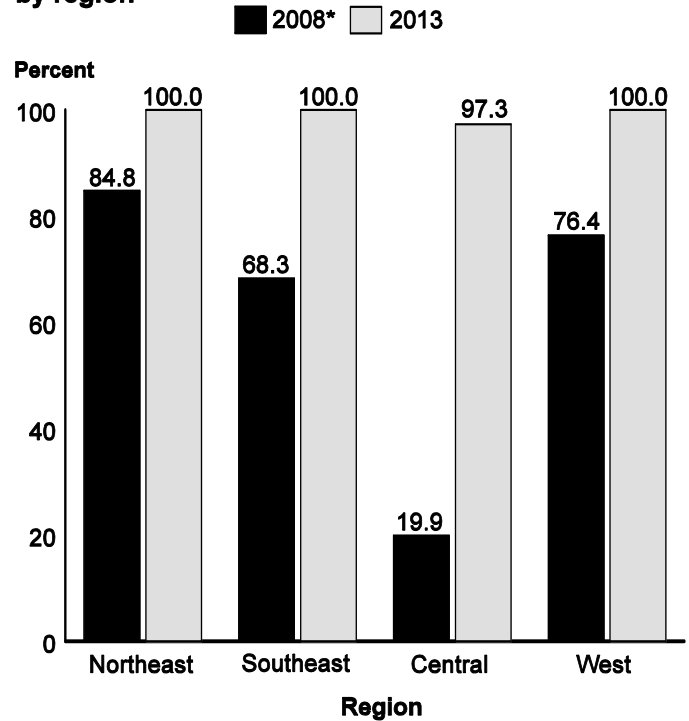 by region
2008* 2013
Percent
100.0 100.0 97.3 100.0
100
84.8
80
76.4
68.3
60
40
19.9
20
0
Northeast Southeast Central West
Region